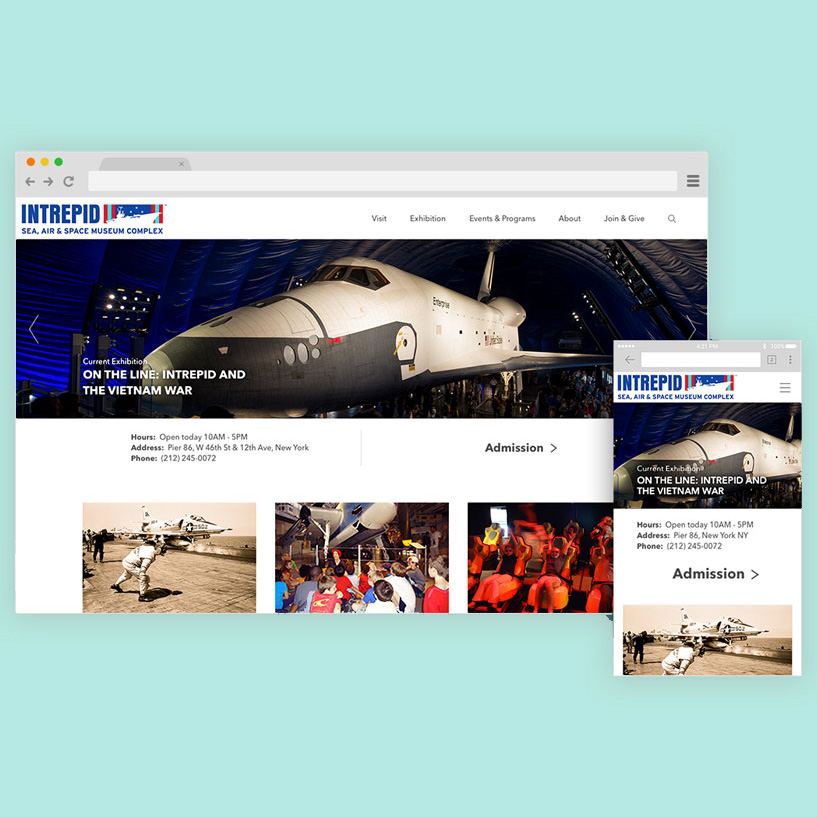 INTREPID
SEA, AIR & SPACE MUSEUM COMPLEX
Visit Exhibition Events & Programs About Join & Give
Enterprise
United States
Current Exhibition
ON THE LINE: INTREPID AND
THE VIETNAM WAR
Hours: Open today 10AM - 5PM
Address: Pier 86, W 46th St & 12th Ave, New York
Phone: (212) 245-0072
Admission
502
4:21 PM 100%
INTREPID
SEA, AIR & SPACE MUSEUM COMPLEX
Current Exhibition
ON THE LINE: INTREPID AND
THE VIETNAM WAR
Hours: Open today 10AM - 5PM
Address: Pier 86, New York NY
Phone: (212) 245-0072
Admission
502